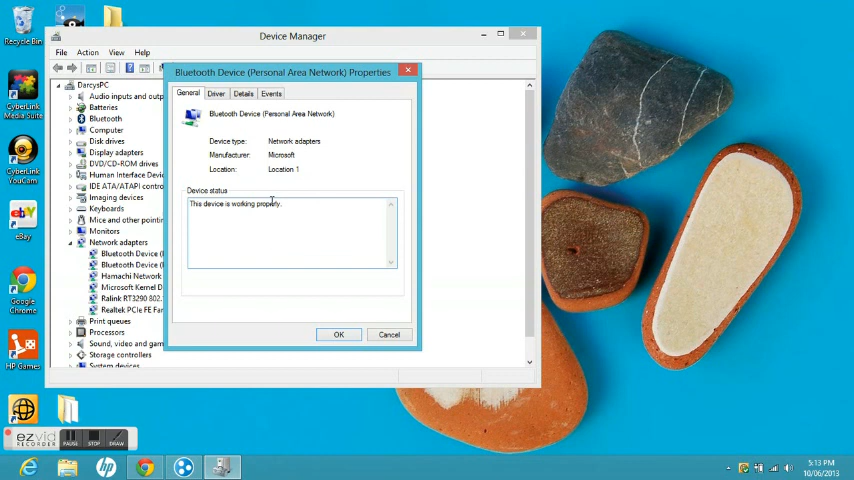 Recycle Bin
CyberLink
Media Suite
CyberLink
YouCam
eBay
Google
Chrome
HP Games
Device Manager
File Action View Help
DarcysPC
Audio inputs and outp
Batteries
Bluetooth
Computer
Disk drives
Display adapters
DVD/CD-ROM drives
Human Interface Devic
IDE ATA/ATAPI contro
Imaging devices
Keyboards
Mice and other pointin
Monitors
Network adapters
Bluetooth Device (
Bluetooth Device (
Hamachi Network
Microsoft Kernel D
Ralink RT3290 802.
Realtek PCIe FE Fan
Print queues
Processors
Sound, video and game
Storage controllers
System devices
Bluetooth Device (Personal Area Network) Properties
General Driver Details Events
Bluetooth Device (Personal Area Network)
Device type: Network adapters
Manufacturer: Microsoft
Location: Location 1
Device status
This device is working properly.
OK Cancel
ezvid
RECORDER
PAUSE STOP DRAW
hp
5:13 PM
10/06/2013